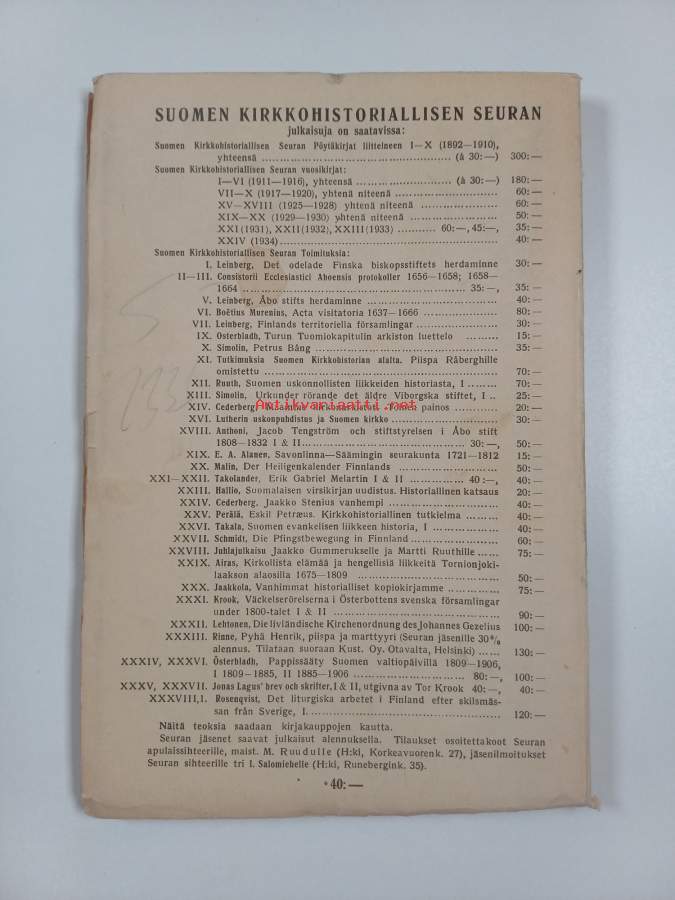 SUOMEN KIRKKOHISTORIALLISEN SEURAN
julkaisuja on saatavissa:
Suomen Kirkkohistoriallisen Seuran Pöytäkirjat liitteineen I—X (1892—1910),
yhteensä ............ (à 30:—) 300:—
Suomen Kirkkohistoriallisen Seuran vuosikirjat:
I—VI (1911—1916), yhteensä ............ (à 30:—) 180:—
VII—X (1917—1920), yhtenä niteenä ............ 60:—
XV—XVIII (1925—1928) yhtenä niteenä ............ 60:—
XIX—XX (1929—1930) yhtenä niteenä ............ 50:—
XXI (1931), XXII (1932), XXIII (1933) ............ 60:—, 45:—, 35:—
XXIV (1934) ............ 40:—
Suomen Kirkkohistoriallisen Seuran Toimituksia:
I. Leinberg, Det odelade Finska biskopsstiftets herdaminne 30:—
II—III. Consistorii Ecclesiastici Aboensis protokoller 1656—1658; 1658—
1664 ............ 35:—, 35:—
V. Leinberg, Åbo stifts herdaminne ............ 40:—
VI. Boëtius Murenius, Acta visitatoria 1637—1666 ............ 80:—
VII. Leinberg, Finlands territoriella församlingar ............ 30:—
IX. Osterbladh, Turun Tuomiokapitulin arkiston luettelo ............ 15:—
X. Simolin, Petrus Bång ............ 35:—
XI. Tutkimuksia Suomen Kirkkohistorian alalta. Piispa Råberghille
omistettu ............ 70:—
XII. Ruuth, Suomen uskonnollisten liikkeiden historiasta, I ............ 70:—
XIII. Simolin, Urkunder rörande det äldre Viborgska stiftet, I .. 25:—
XIV. Cederberg, Toinen painos ............ 20:—
Antikvariaatti.net
XVI. Lutherin uskonpuhdistus ja Suomen kirkko ............ 30:—
XVIII. Anthoni, Jacob Tengström och stiftstyrelsen i Åbo stift
1808—1832 I & II ............ 30:—, 50:—
XIX. E. A. Alanen, Savonlinna—Säämingin seurakunta 1721—1812 15:—
XX. Malin, Der Heiligenkalender Finnlands ............ 50:—
XXI—XXII. Takolander, Erik Gabriel Melartin I & II ............ 40:—, 40:—
XXIII. Hallio, Suomalaisen virsikirjan uudistus. Historiallinen katsaus 20:—
XXIV. Cederberg, Jaakko Stenius vanhempi ............ 40:—
XXV. Perälä, Eskil Petræus. Kirkkohistoriallinen tutkielma ............ 40:—
XXVI. Takala, Suomen evankelisen liikkeen historia, I ............ 40:—
XXVII. Schmidt, Die Pfingstbewegung in Finnland ............ 60:—
XXVIII. Juhlajulkaisu Jaakko Gummerukselle ja Martti Ruuthille ..... 75:—
XXIX. Airas, Kirkollista elämää ja hengellisiä liikkeitä Tornionjoki-
laakson alaosilla 1675—1809 ............ 50:—
XXX. Jaakkola, Vanhimmat historialliset kopiokirjamme ............ 75:—
XXXI. Krook, Väckelserörelserna i Österbottens svenska församlingar
under 1800-talet I & II ............ 90:—
XXXII. Lehtonen, Die livländische Kirchenordnung des Johannes Gezelius 100:—
XXXIII. Rinne, Pyhä Henrik, piispa ja marttyyri (Seuran jäsenille 30%
alennus. Tilataan suoraan Kust. Oy. Otavalta, Helsinki) ..... 130:—
XXXIV, XXXVI. Österbladh, Pappissääty Suomen valtiopäivillä 1809—1906,
I 1809—1885, II 1885—1906 ............ 80:—, 100:—
XXXV, XXXVII. Jonas Lagus' brev och skrifter, I & II, utgivna av Tor Krook 40:—, 40:—
XXXVIII,1. Rosenqvist, Det liturgiska arbetet i Finland efter skilsmäs-
san från Sverige, I. ............ 120:—
Näitä teoksia saadaan kirjakauppojen kautta.
Seuran jäsenet saavat julkaisut alennuksella. Tilaukset osoitettakoot Seuran
apulaissihteerille, maist. M. Ruudulle (H:ki, Korkeavuorenk. 27), jäsenilmoitukset
Seuran sihteerille tri I. Salomiehelle (H:ki, Runebergink. 35).
40:—